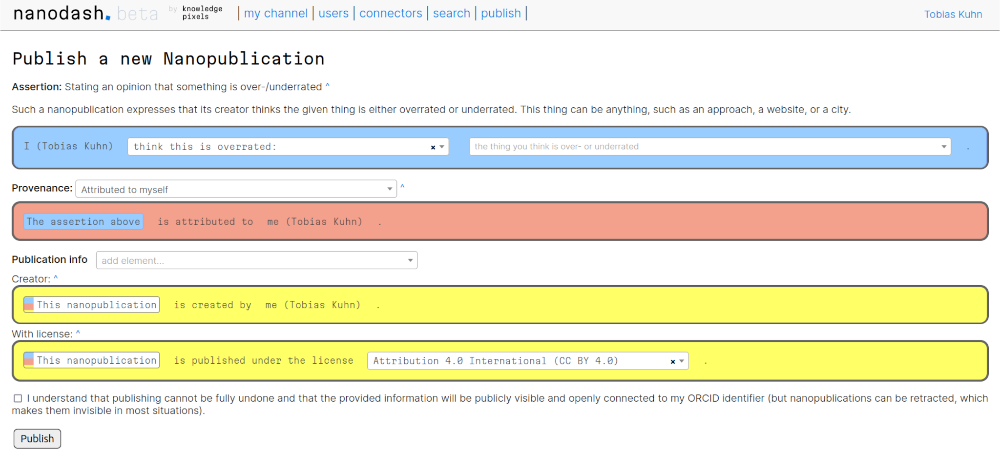 nanodash. beta by knowledge pixels | my channel | users | connectors | search | publish | Tobias Kuhn
Publish a new Nanopublication
Assertion: Stating an opinion that something is over-/underrated ^
Such a nanopublication expresses that its creator thinks the given thing is either overrated or underrated. This thing can be anything, such as an approach, a website, or a city.
I (Tobias Kuhn) think this is overrated: × the thing you think is over- or underrated .
Provenance: Attributed to myself ^
The assertion above is attributed to me (Tobias Kuhn) .
Publication info add element...
Creator: ^
This nanopublication is created by me (Tobias Kuhn) .
With license: ^
This nanopublication is published under the license Attribution 4.0 International (CC BY 4.0) × .
I understand that publishing cannot be fully undone and that the provided information will be publicly visible and openly connected to my ORCID identifier (but nanopublications can be retracted, which
makes them invisible in most situations).
Publish